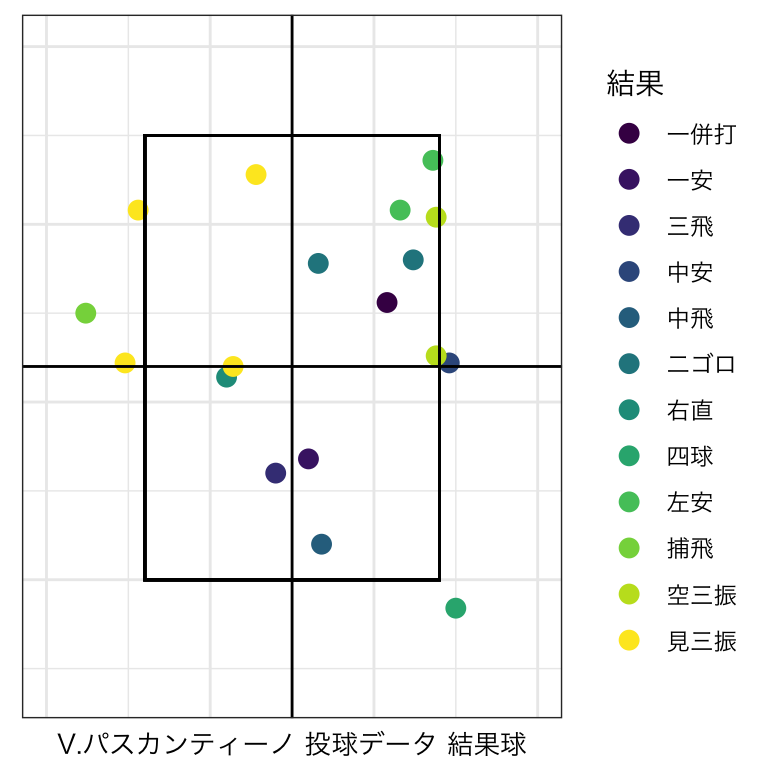 結果
一併打
一安
三飛
中安
中飛
二ゴロ
右直
四球
左安
捕飛
空三振
見三振
V.パスカンティーノ 投球データ 結果球